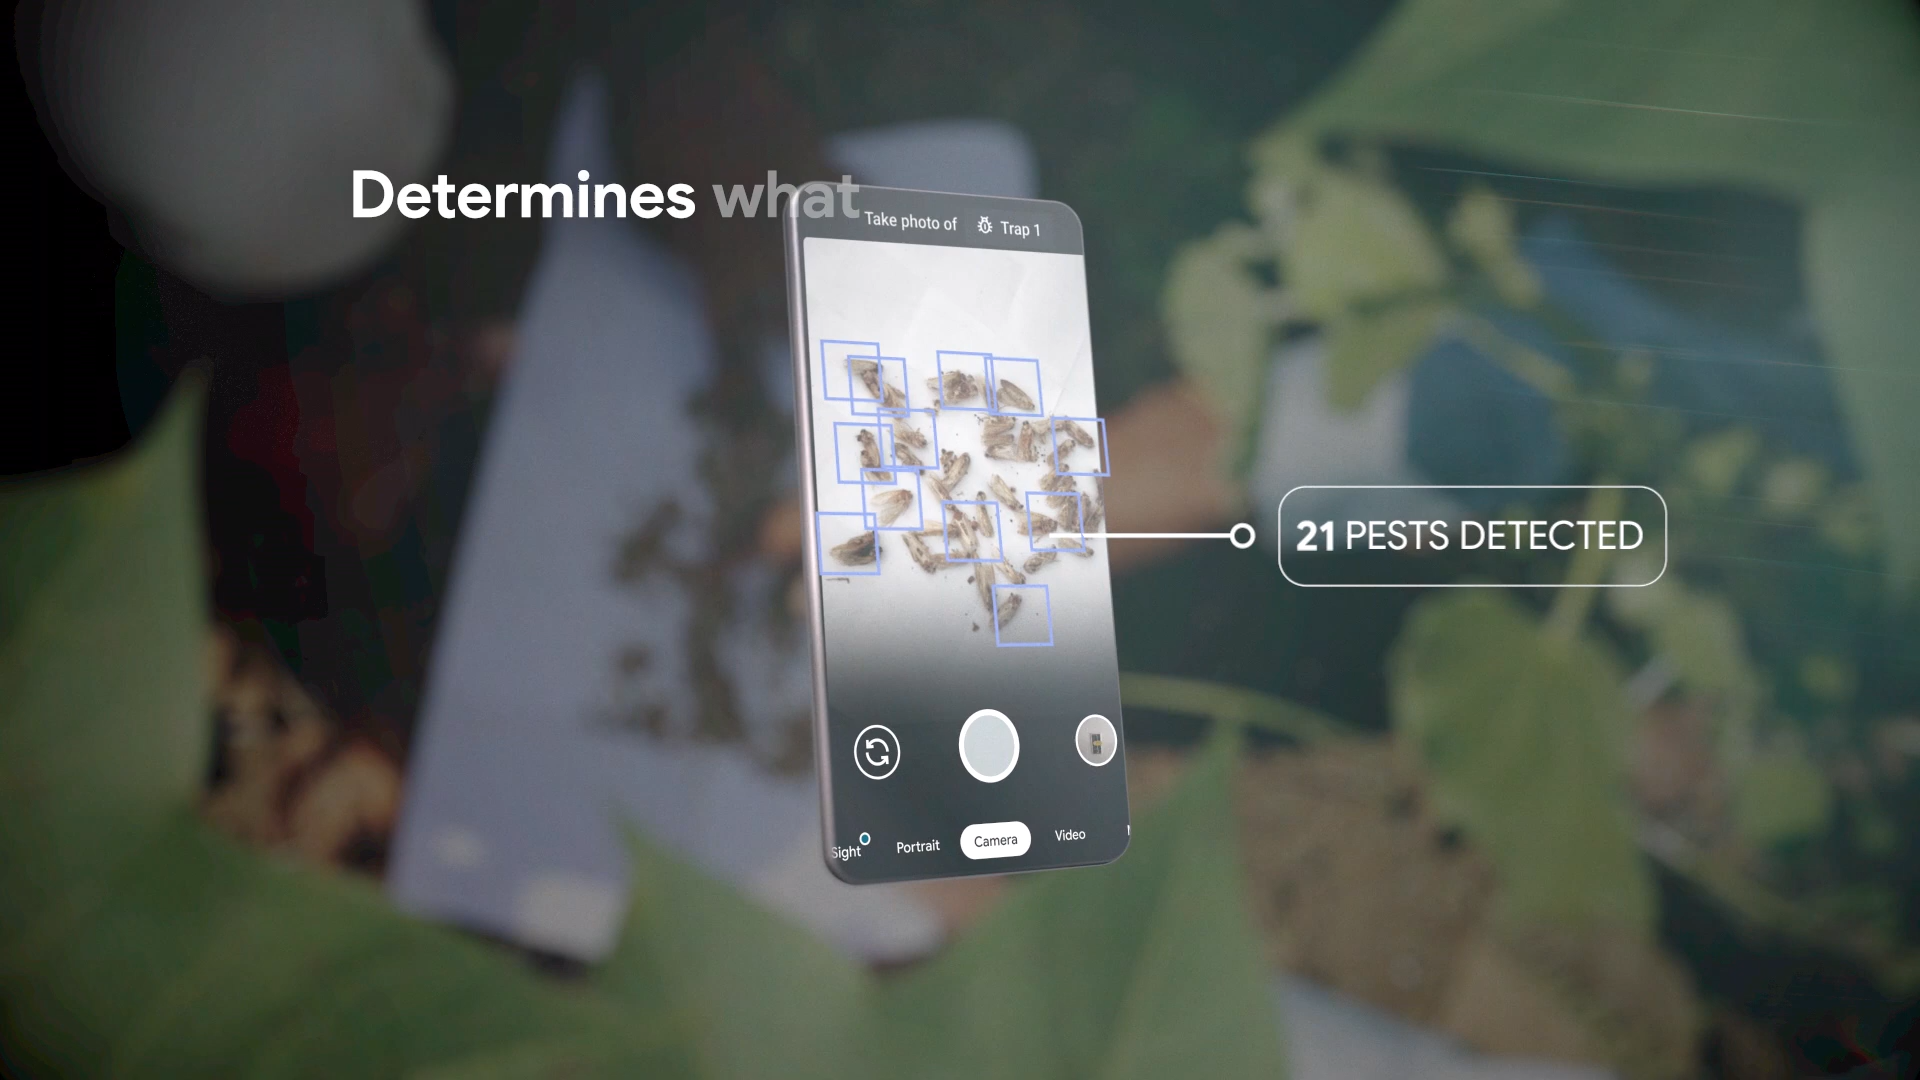 Determines what
Take photo of Trap 1
21 PESTS DETECTED
Sight Portrait Camera Video